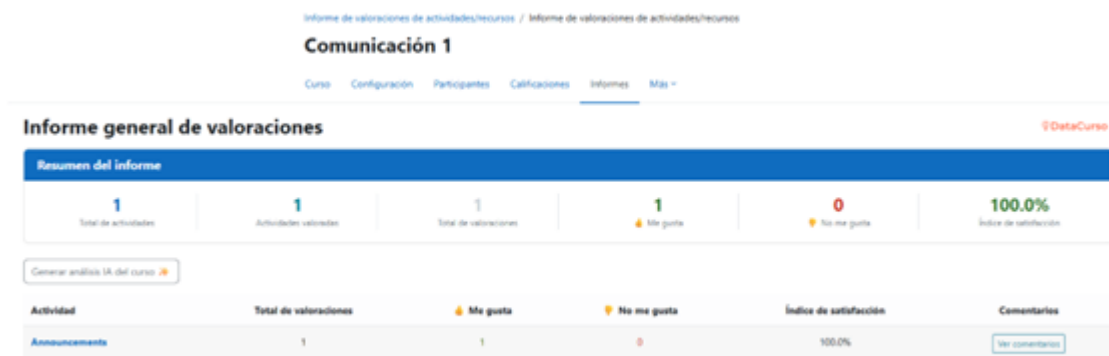 Informe de valoraciones de actividades/recursos / Informe de valoraciones de actividades/recursos
Comunicación 1
Curso Configuración Participantes Calificaciones Informes Más
Informe general de valoraciones
DataCurso
Resumen del informe
1 1 1 1 0 100.0%
Total de actividades Actividades valoradas Total de valoraciones Me gusta No me gusta Índice de satisfacción
Generar análisis IA del curso
Actividad Total de valoraciones Me gusta No me gusta Índice de satisfacción Comentarios
Announcements 1 1 0 100.0% Ver comentarios